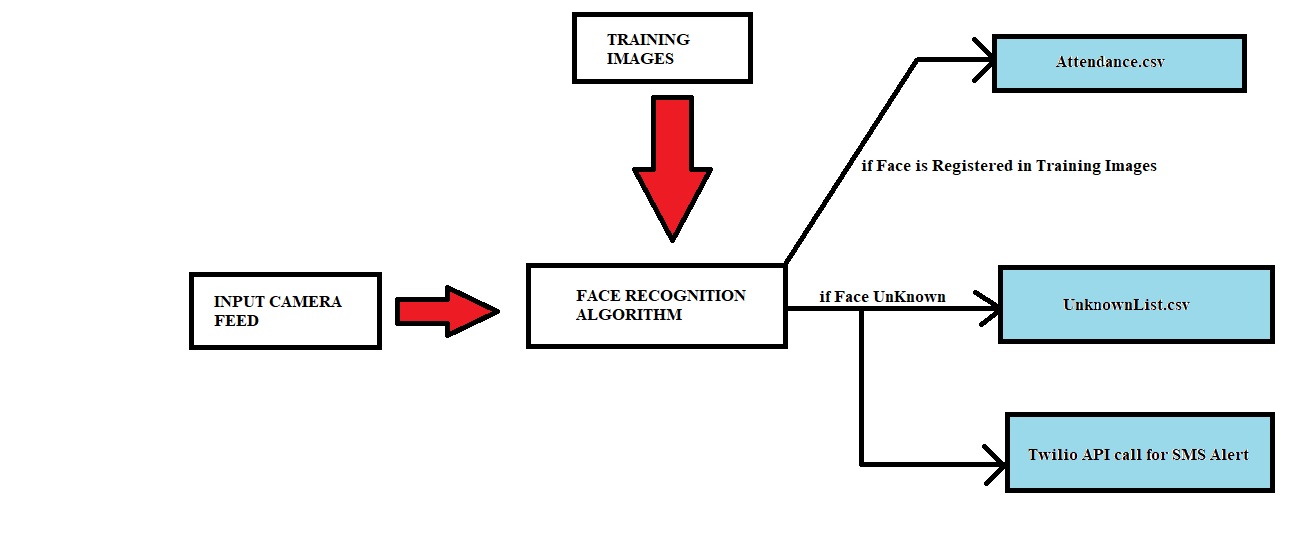 TRAINING
IMAGES
Attendance.csv
if Face is Registered in Training Images
INPUT CAMERA
FEED
FACE RECOGNITION
ALGORITHM
if Face UnKnown
UnknownList.csv
Twilio API call for SMS Alert